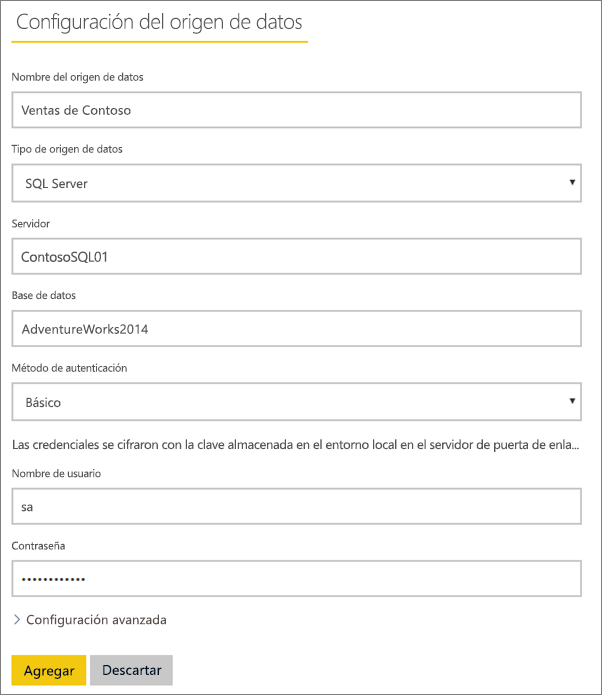 Configuración del origen de datos
Nombre del origen de datos
Ventas de Contoso
Tipo de origen de datos
SQL Server
Servidor
ContosoSQL01
Base de datos
AdventureWorks2014
Método de autenticación
Básico
Las credenciales se cifraron con la clave almacenada en el entorno local en el servidor de puerta de enla...
Nombre de usuario
sa
Contraseña
••••••••••••
Configuración avanzada
Agregar Descartar